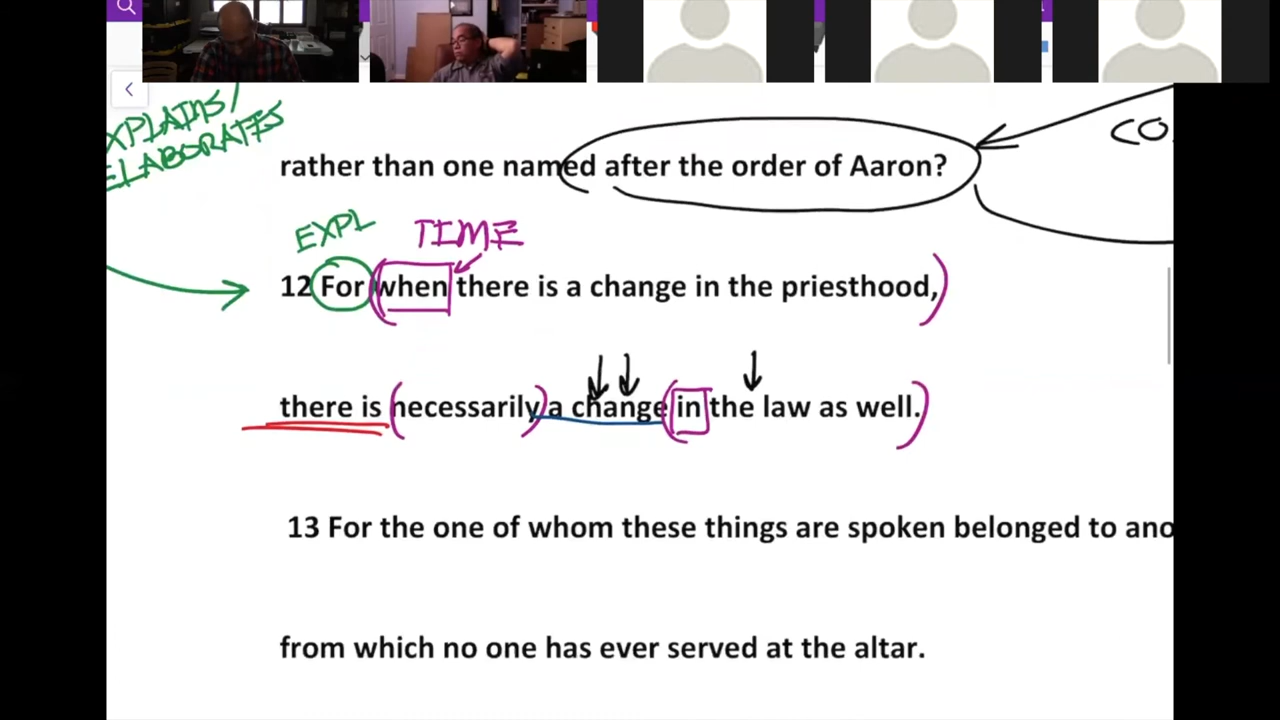 XPLAINS/
ELABORATES
CO
rather than one named after the order of Aaron?
EXPL TIME
12 For when there is a change in the priesthood,
there is necessarily a change in the law as well.
13 For the one of whom these things are spoken belonged to ano
from which no one has ever served at the altar.